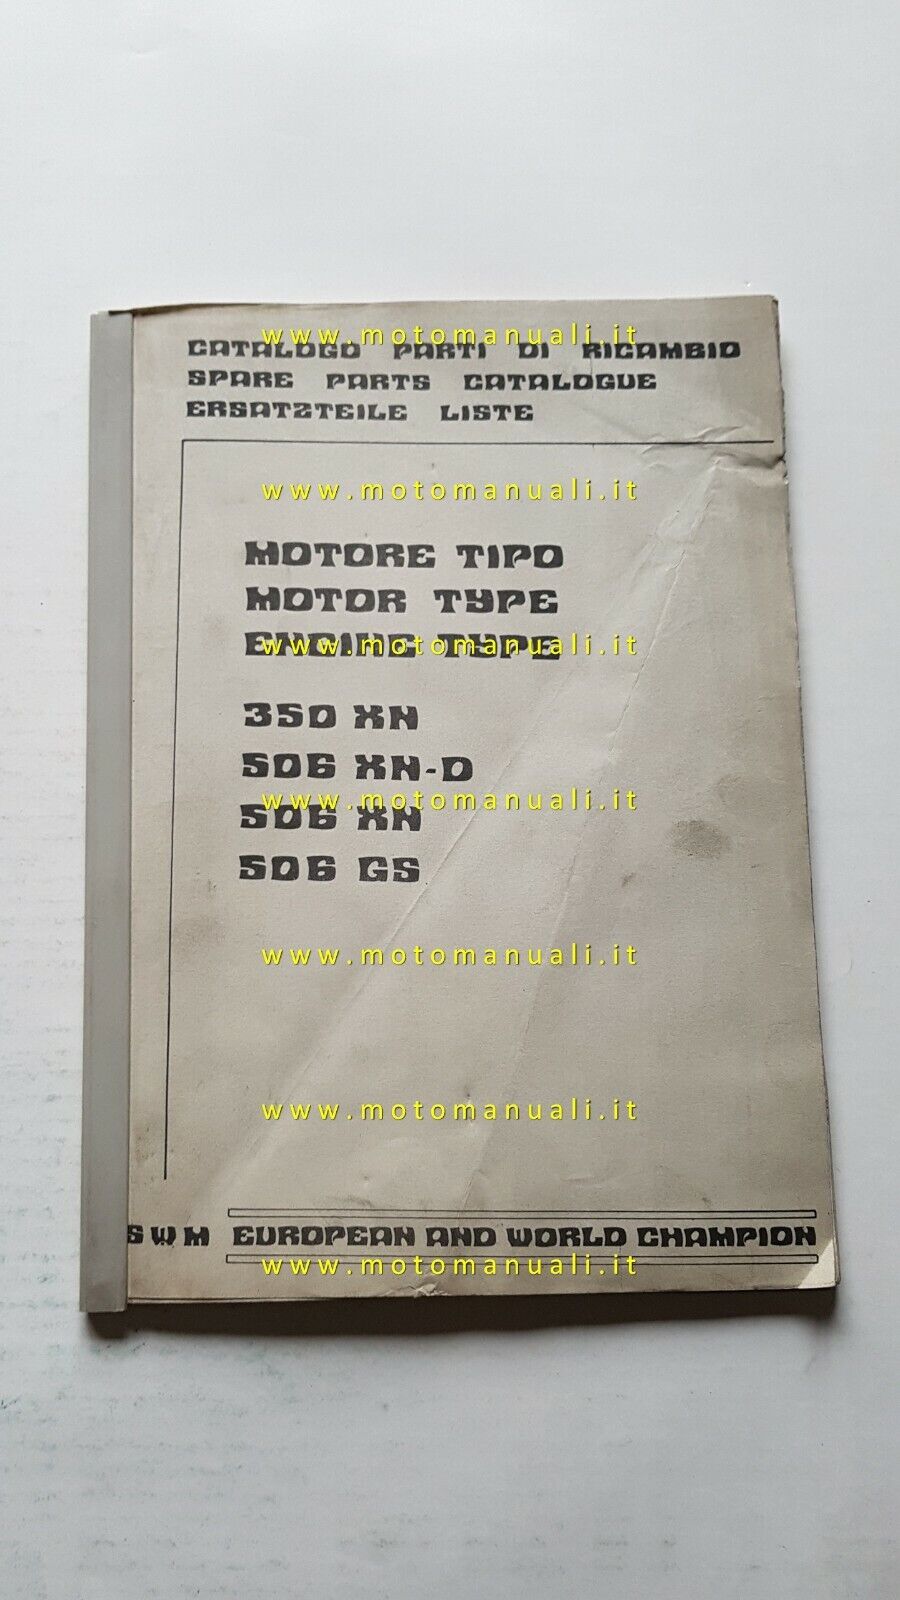 www.motomanuali.it
CATALOGO PARTI DI RICAMBIO
SPARE PARTS CATALOGUE
ERSATZTEILE LISTE
www.motomanuali.it
MOTORE TIPO
MOTOR TYPE
ENGINE TYPE
www.motomanuali.it
350 XN
506 XN-D
www.motomanuali.it
506 XN
506 GS
www.motomanuali.it
www.motomanuali.it
SWM EUROPEAN AND WORLD CHAMPION
www.motomanuali.it